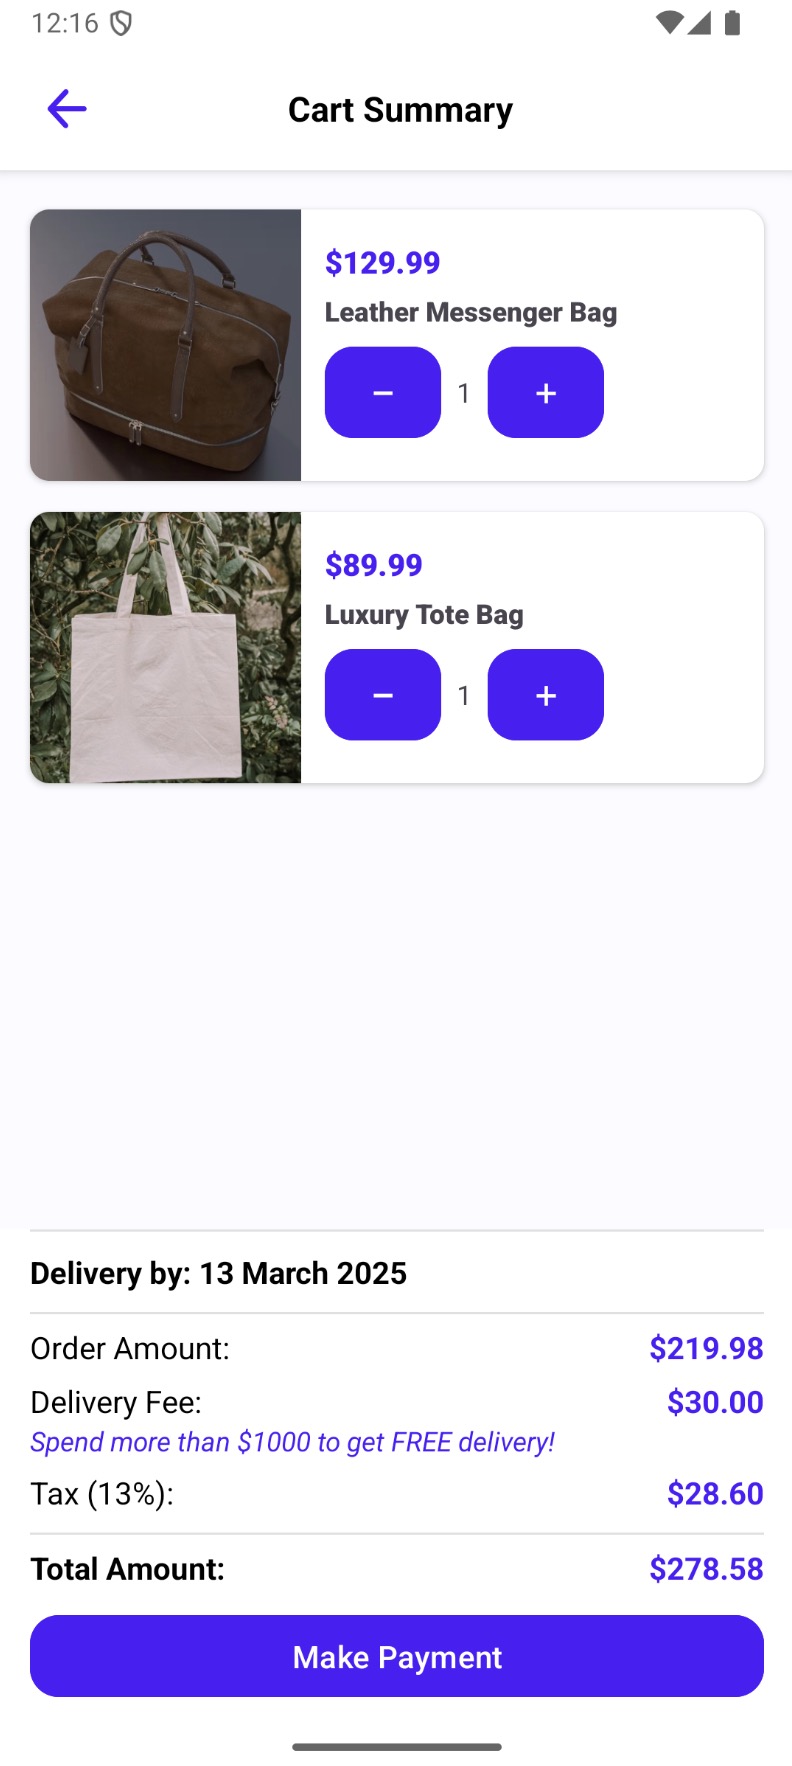 12:16
Cart Summary
$129.99
Leather Messenger Bag
− 1 +
$89.99
Luxury Tote Bag
− 1 +
Delivery by: 13 March 2025
Order Amount: $219.98
Delivery Fee: $30.00
Spend more than $1000 to get FREE delivery!
Tax (13%): $28.60
Total Amount: $278.58
Make Payment